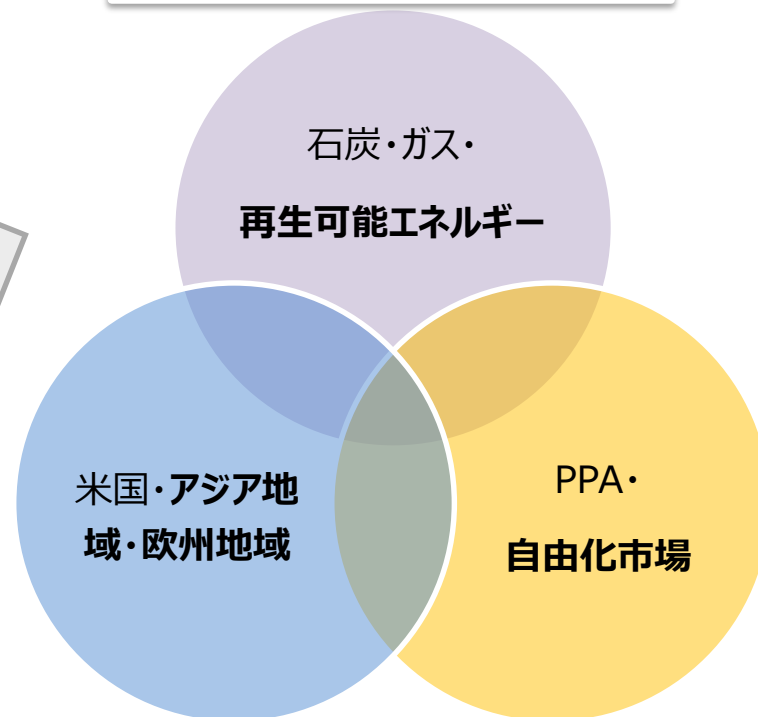 石炭・ガス・
再生可能エネルギー
米国・アジア地
域・欧州地域
PPA・
自由化市場